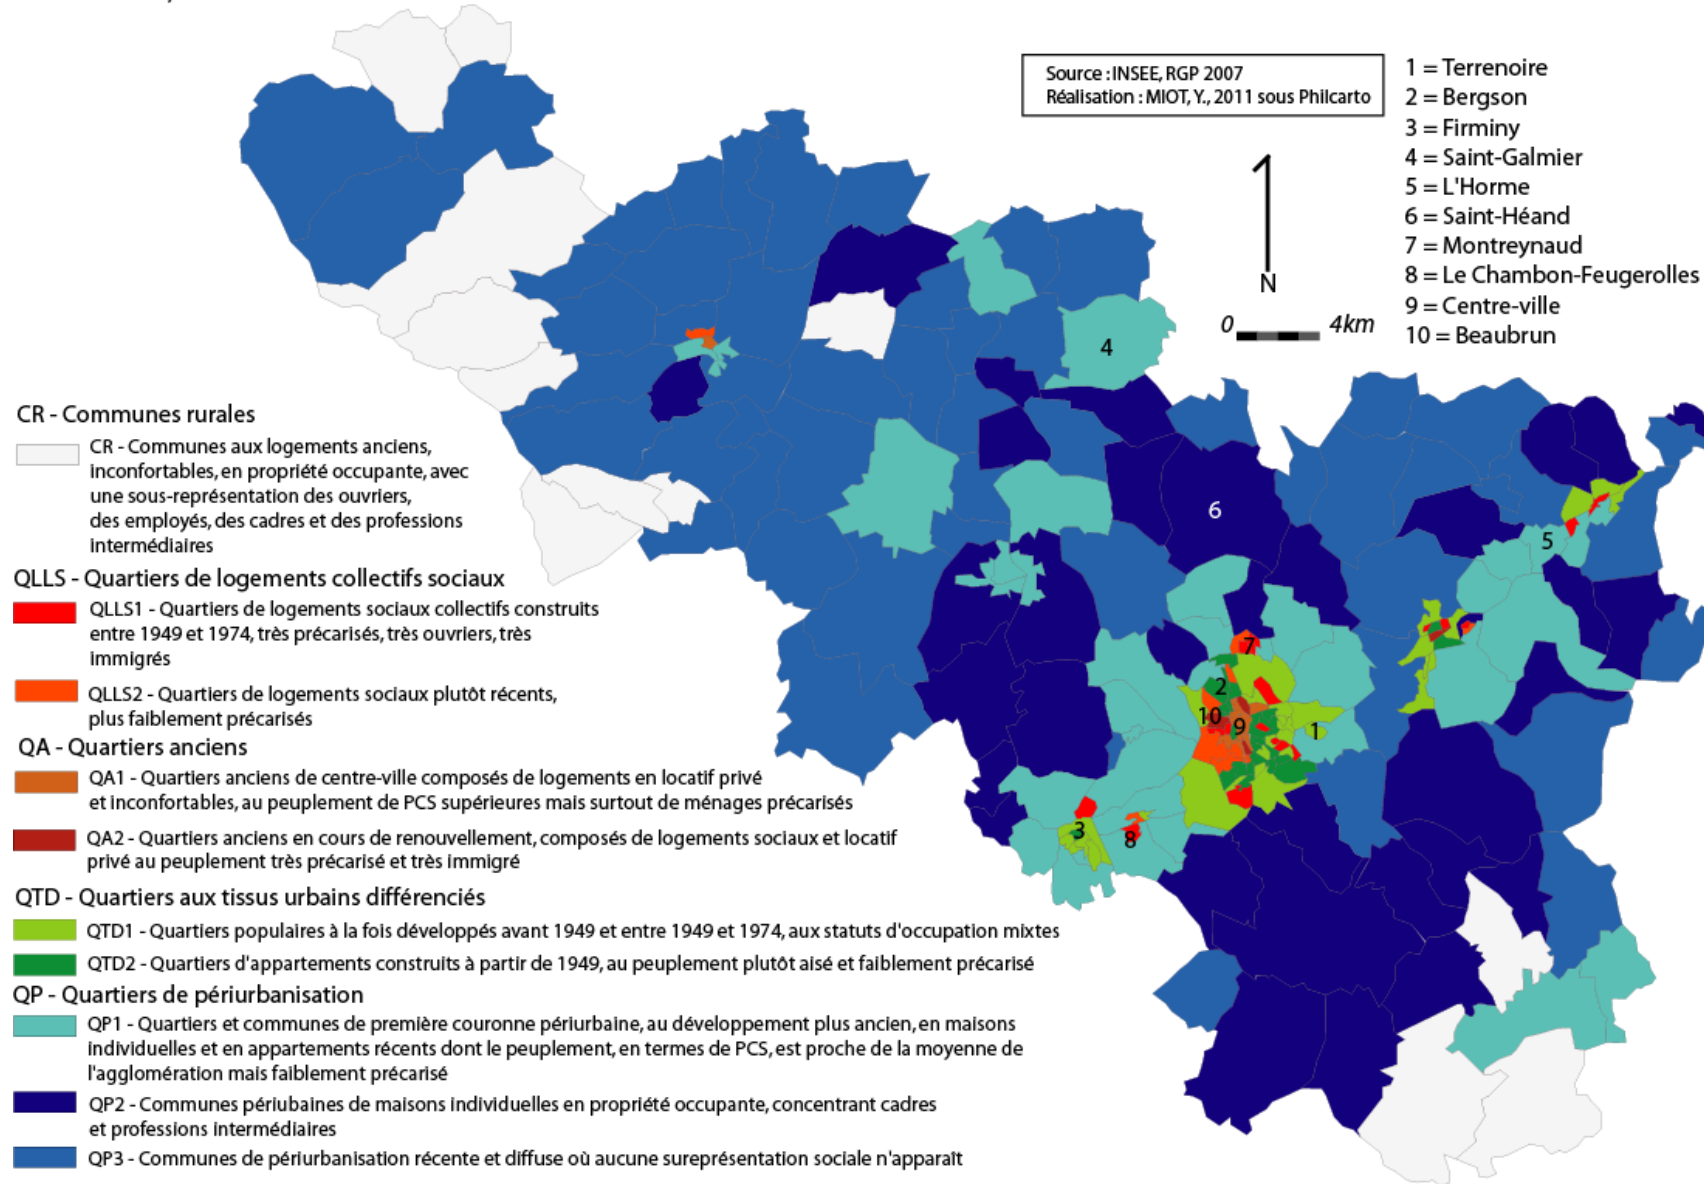 Source : INSEE, RGP 2007
Réalisation : MIOT, Y., 2011 sous Philcarto
1 = Terrenoire
2 = Bergson
3 = Firminy
4 = Saint-Galmier
5 = L'Horme
6 = Saint-Héand
7 = Montreynaud
8 = Le Chambon-Feugerolles
9 = Centre-ville
10 = Beaubrun
N
0 4km
4
6
5
7
2
10
9
1
3
8
CR - Communes rurales
CR - Communes aux logements anciens,
inconfortables, en propriété occupante, avec
une sous-représentation des ouvriers,
des employés, des cadres et des professions
intermédiaires
QLLS - Quartiers de logements collectifs sociaux
QLLS1 - Quartiers de logements sociaux collectifs construits
entre 1949 et 1974, très précarisés, très ouvriers, très
immigrés
QLLS2 - Quartiers de logements sociaux plutôt récents,
plus faiblement précarisés
QA - Quartiers anciens
QA1 - Quartiers anciens de centre-ville composés de logements en locatif privé
et inconfortables, au peuplement de PCS supérieures mais surtout de ménages précarisés
QA2 - Quartiers anciens en cours de renouvellement, composés de logements sociaux et locatif
privé au peuplement très précarisé et très immigré
QTD - Quartiers aux tissus urbains différenciés
QTD1 - Quartiers populaires à la fois développés avant 1949 et entre 1949 et 1974, aux statuts d'occupation mixtes
QTD2 - Quartiers d'appartements construits à partir de 1949, au peuplement plutôt aisé et faiblement précarisé
QP - Quartiers de périurbanisation
QP1 - Quartiers et communes de première couronne périurbaine, au développement plus ancien, en maisons
individuelles et en appartements récents dont le peuplement, en termes de PCS, est proche de la moyenne de
l'agglomération mais faiblement précarisé
QP2 - Communes périubaines de maisons individuelles en propriété occupante, concentrant cadres
et professions intermédiaires
QP3 - Communes de périurbanisation récente et diffuse où aucune sureprésentation sociale n'apparaît